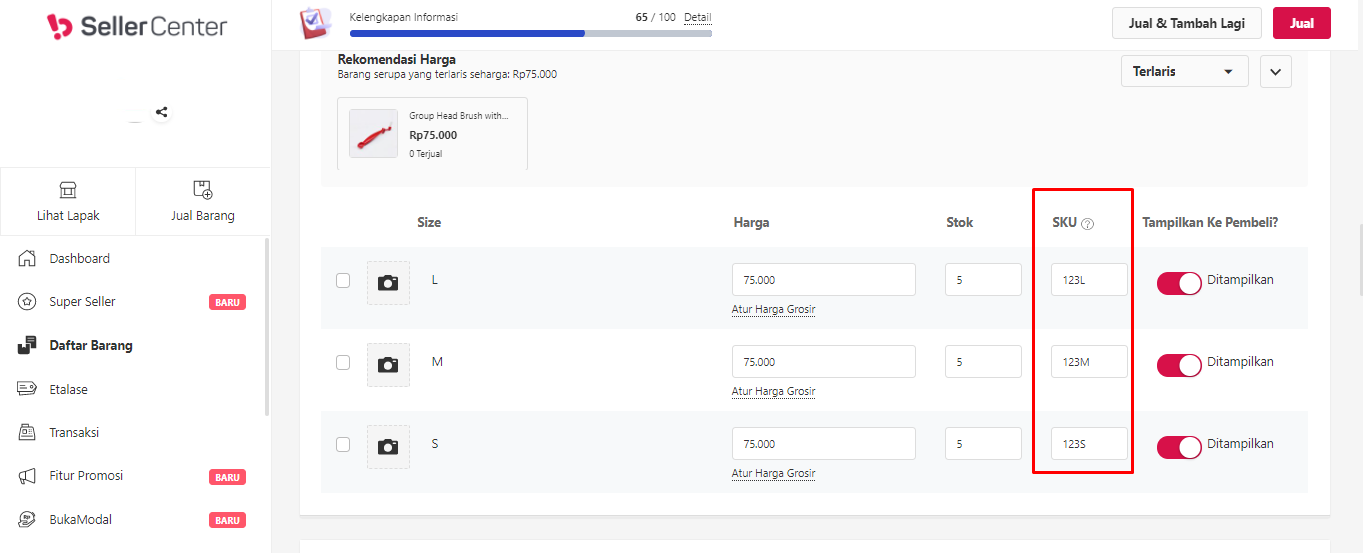 SellerCenter
Kelengkapan Informasi
65 / 100 Detail
Jual & Tambah Lagi
Jual
Rekomendasi Harga
Barang serupa yang terlaris seharga: Rp75.000
Terlaris
Group Head Brush with...
Rp75.000
0 Terjual
Lihat Lapak
Jual Barang
Dashboard
Super Seller BARU
Daftar Barang
Etalase
Transaksi
Fitur Promosi BARU
BukaModal BARU
Size Harga Stok SKU ? Tampilkan Ke Pembeli?
L 75.000 5 123L Ditampilkan
Atur Harga Grosir
M 75.000 5 123M Ditampilkan
Atur Harga Grosir
S 75.000 5 123S Ditampilkan
Atur Harga Grosir